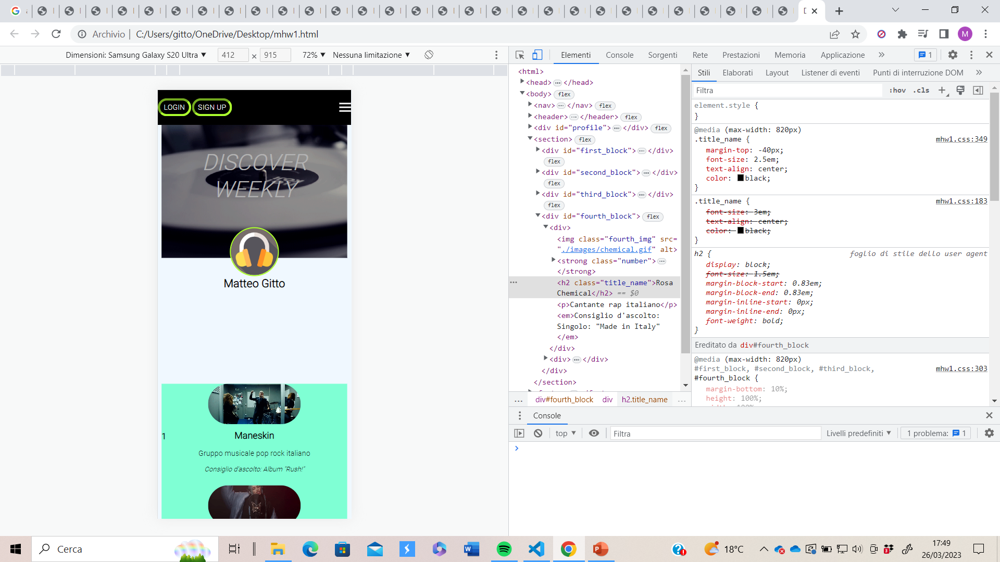 Archivio
C:/Users/gitto/OneDrive/Desktop/mhw1.html
M
Dimensioni: Samsung Galaxy S20 Ultra ▼
412 × 915
72% ▼
Nessuna limitazione ▼
Elementi
Console
Sorgenti
Rete
Prestazioni
Memoria
Applicazione
1
LOGIN
SIGN UP
DISCOVER
WEEKLY
Matteo Gitto
1
Maneskin
Gruppo musicale pop rock italiano
Consiglio d'ascolto: Album "Rush!"
<html>
<head> ••• </head>
<body> flex
<nav> ••• </nav> flex
<header> ••• </header> flex
<div id="profile"> ••• </div> flex
<section> flex
<div id="first_block"> ••• </div>
flex
<div id="second_block"> ••• </div>
flex
<div id="third_block"> ••• </div>
flex
<div id="fourth_block"> flex
<div>
<img class="fourth_img" src=
"./images/chemical.gif" alt>
<strong class="number"> •••
</strong>
<h2 class="title_name">Rosa
Chemical</h2> == $0
<p>Cantante rap italiano</p>
<em>Consiglio d'ascolto:
Singolo: "Made in Italy"
</em>
</div>
<div> ••• </div>
</div>
</section>
... div#fourth_block div h2.title_name ...
Stili
Elaborati
Layout
Listener di eventi
Punti di interruzione DOM
Filtra
:hov .cls
element.style {
}
@media (max-width: 820px)
.title_name { mhw1.css:349
margin-top: -40px;
font-size: 2.5em;
text-align: center;
color: black;
}
.title_name { mhw1.css:183
font-size: 3em;
text-align: center;
color: black;
}
h2 { foglio di stile dello user agent
display: block;
font-size: 1.5em;
margin-block-start: 0.83em;
margin-block-end: 0.83em;
margin-inline-start: 0px;
margin-inline-end: 0px;
font-weight: bold;
}
Ereditato da div#fourth_block
@media (max-width: 820px)
#first_block, #second_block, #third_block, mhw1.css:303
#fourth_block {
margin-bottom: 10%;
height: 100%;
Console
top ▼
Filtra
Livelli predefiniti ▼
1 problema: 1
Cerca
18°C
17:49
26/03/2023